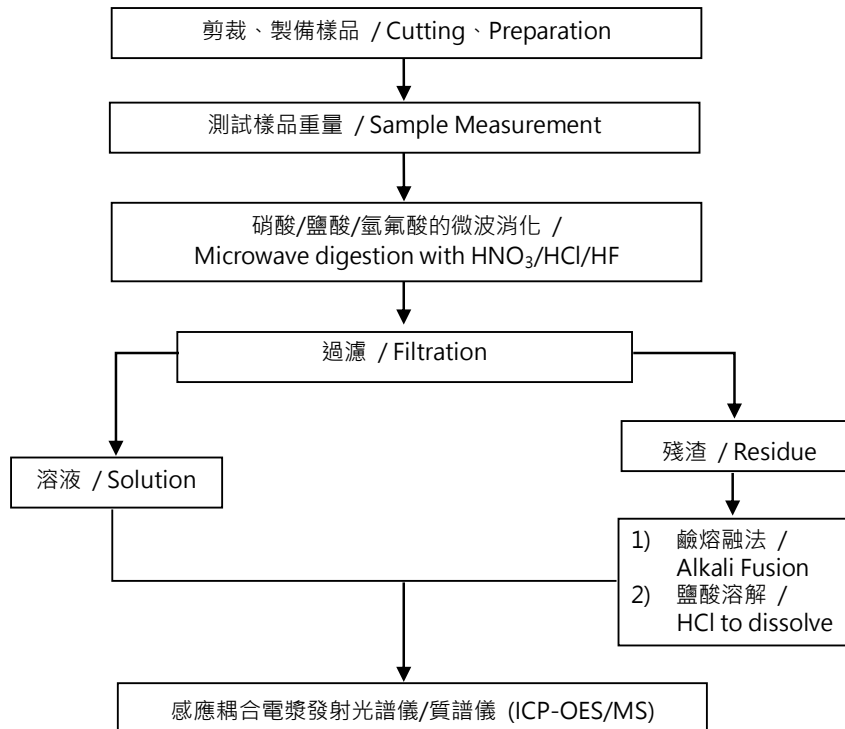 剪裁、製備樣品 / Cutting、Preparation
測試樣品重量 / Sample Measurement
硝酸/鹽酸/氫氟酸的微波消化 /
Microwave digestion with HNO₃/HCl/HF
過濾 / Filtration
殘渣 / Residue
溶液 / Solution
1) 鹼熔融法 /
Alkali Fusion
2) 鹽酸溶解 /
HCl to dissolve
感應耦合電漿發射光譜儀/質譜儀 (ICP-OES/MS)